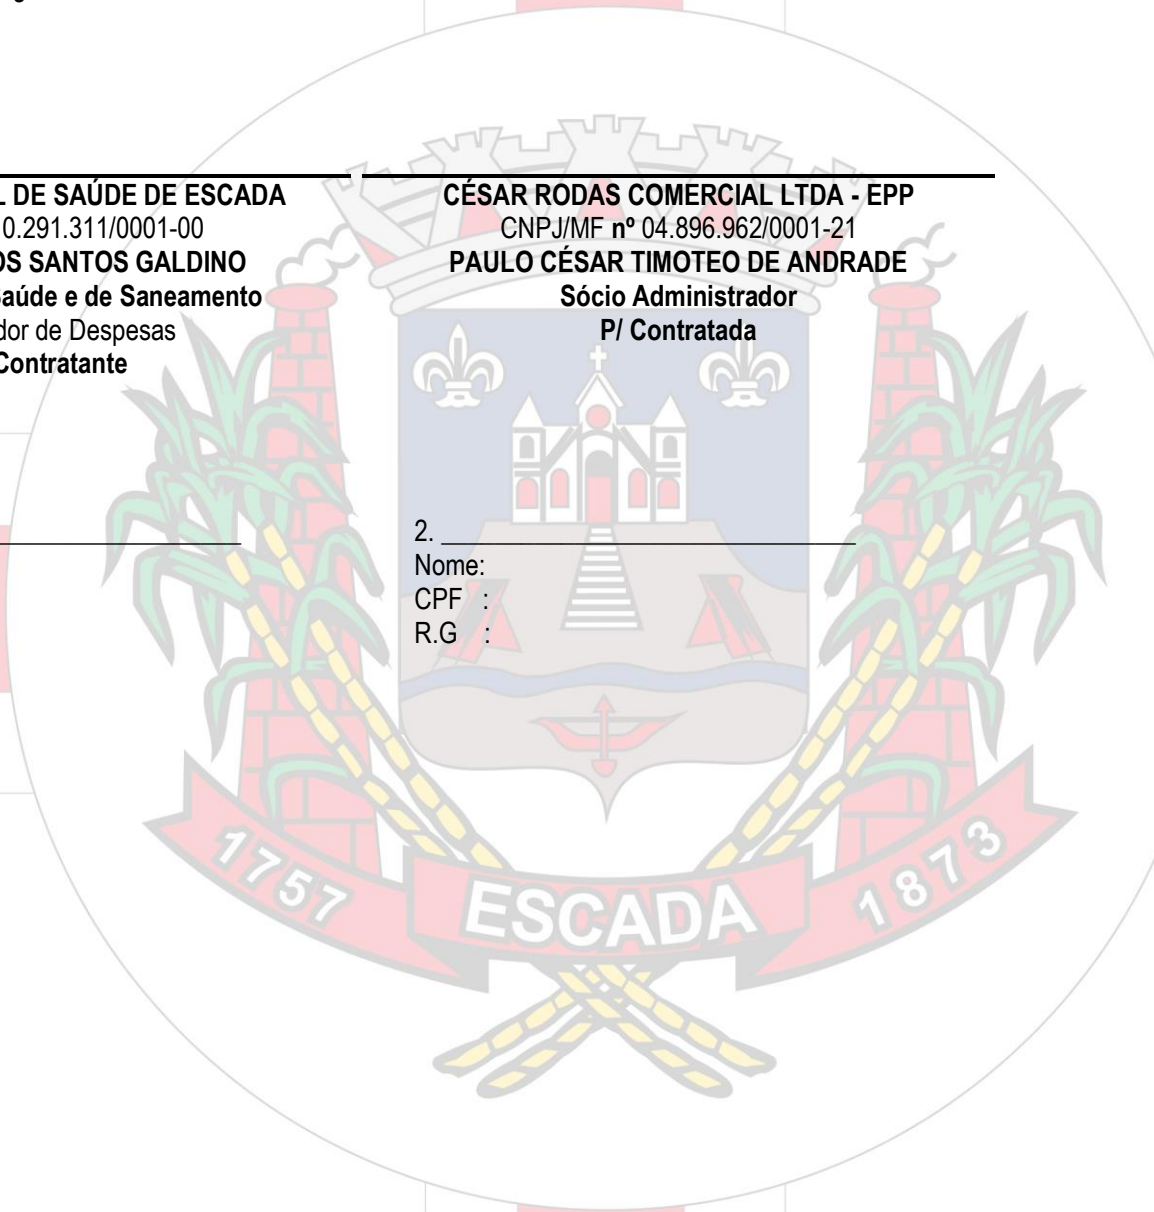 L DE SAÚDE DE ESCADA
0.291.311/0001-00
OS SANTOS GALDINO
Saúde e de Saneamento
dor de Despesas
Contratante
CÉSAR RODAS COMERCIAL LTDA - EPP
CNPJ/MF nº 04.896.962/0001-21
PAULO CÉSAR TIMOTEO DE ANDRADE
Sócio Administrador
P/ Contratada
2. ______________________________
Nome:
CPF :
R.G :
1757
ESCADA
1873